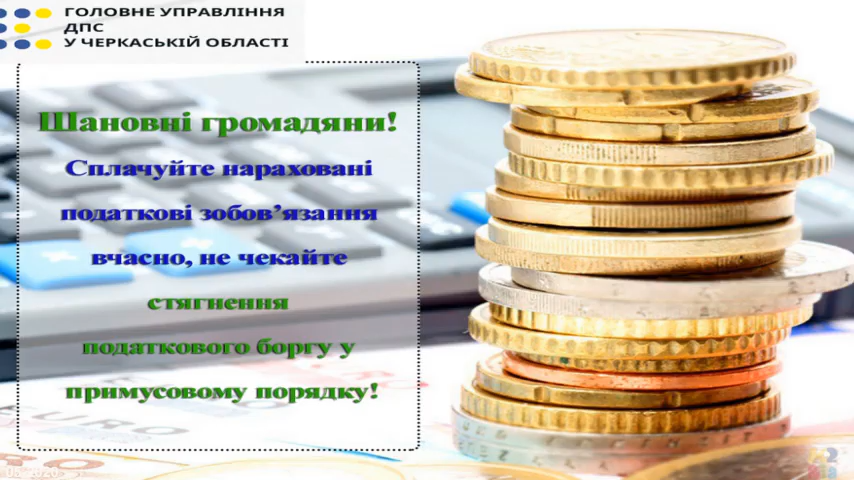 ГОЛОВНЕ УПРАВЛІННЯ
ДПС
У ЧЕРКАСЬКІЙ ОБЛАСТІ
Шановні громадяни!
Сплачуйте нараховані
податкові зобов’язання
вчасно, не чекайте
стягнення
податкового боргу у
примусовому порядку!
EURO